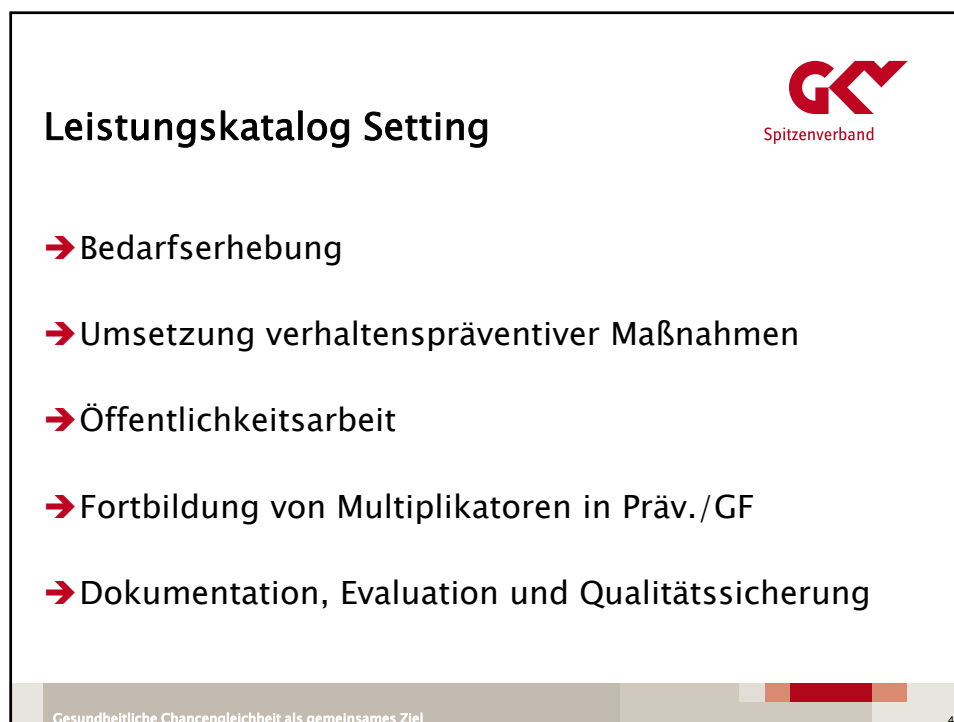 GKV
Spitzenverband
Leistungskatalog Setting
➔ Bedarfserhebung
➔ Umsetzung verhaltenspräventiver Maßnahmen
➔ Öffentlichkeitsarbeit
➔ Fortbildung von Multiplikatoren in Präv./GF
➔ Dokumentation, Evaluation und Qualitätssicherung
Gesundheitliche Chancengleichheit als gemeinsames Ziel
4